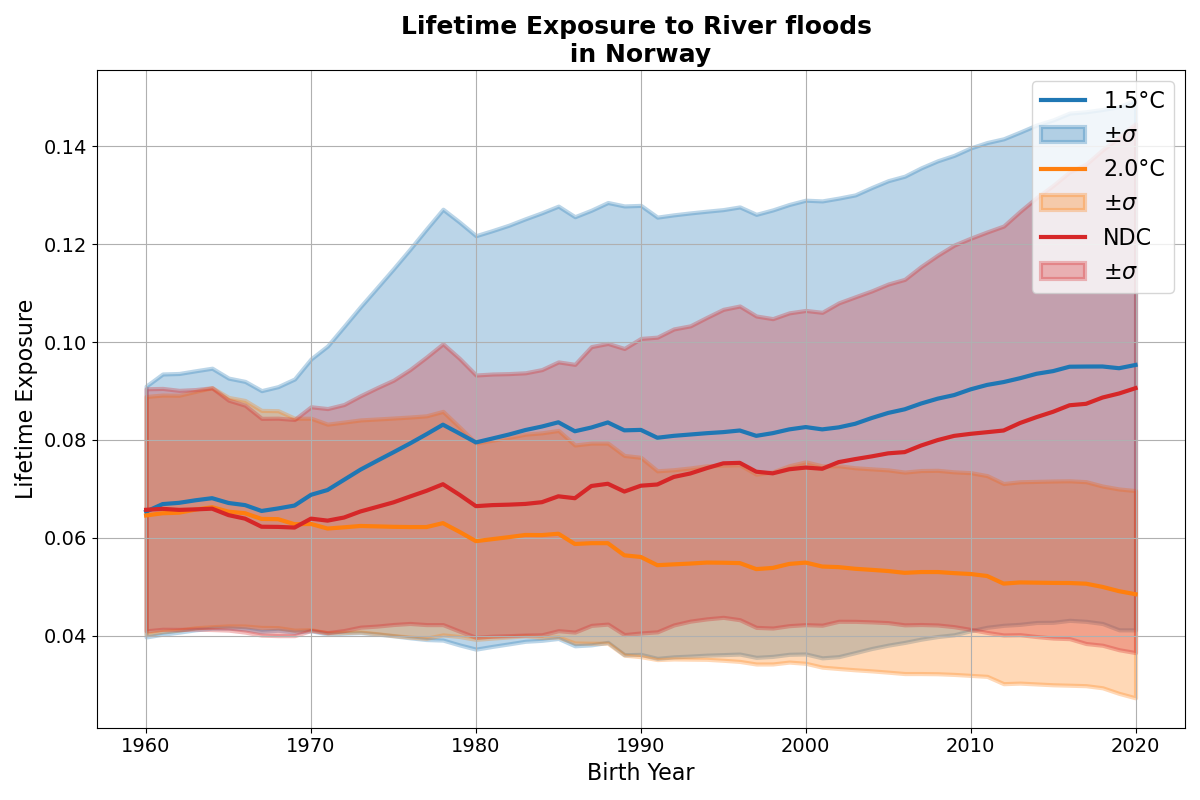 Lifetime Exposure to River floods
in Norway
Lifetime Exposure
0.14
0.12
0.10
0.08
0.06
0.04
1960
1970
1980
1990
2000
2010
2020
Birth Year
1.5°C
±σ
2.0°C
±σ
NDC
±σ